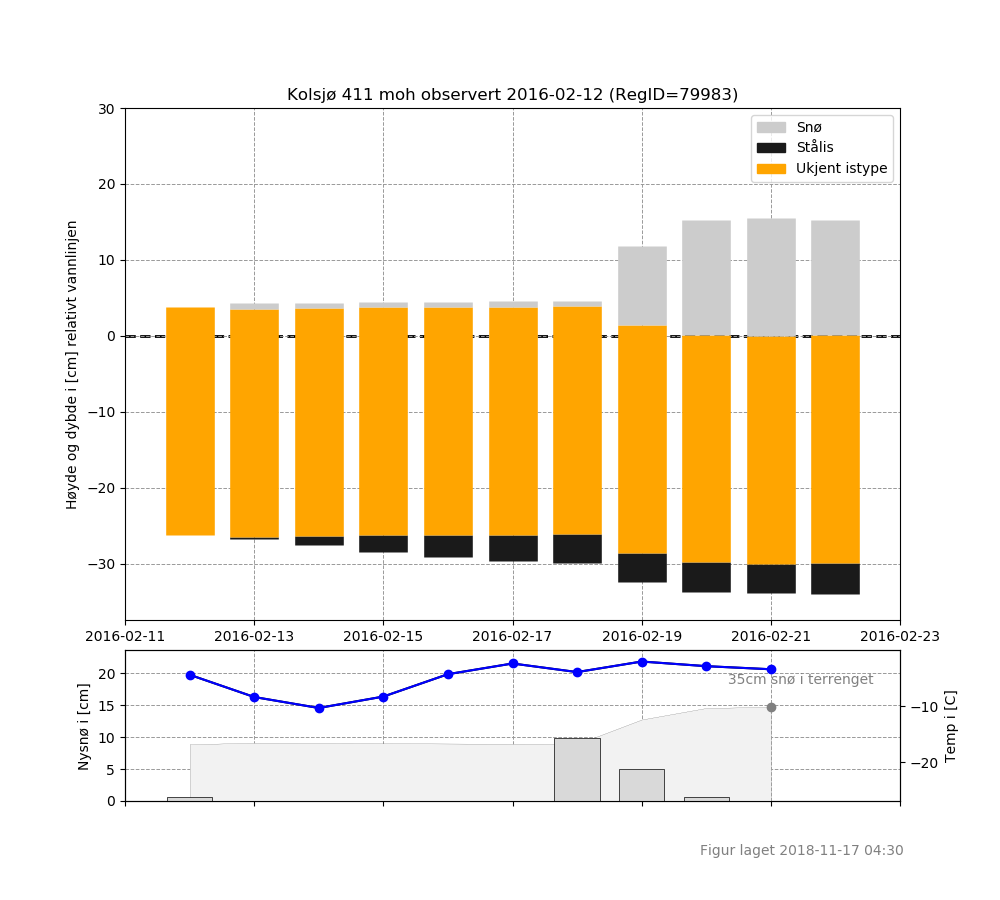 Kolsjø 411 moh observert 2016-02-12 (RegID=79983)
30
20
10
0
−10
−20
−30
Høyde og dybde i [cm] relativt vannlinjen
Snø
Stålis
Ukjent istype
2016-02-11 2016-02-13 2016-02-15 2016-02-17 2016-02-19 2016-02-21 2016-02-23
20
15
10
5
0
Nysnø i [cm]
35cm snø i terrenget
−10
−20
Temp i [C]
Figur laget 2018-11-17 04:30